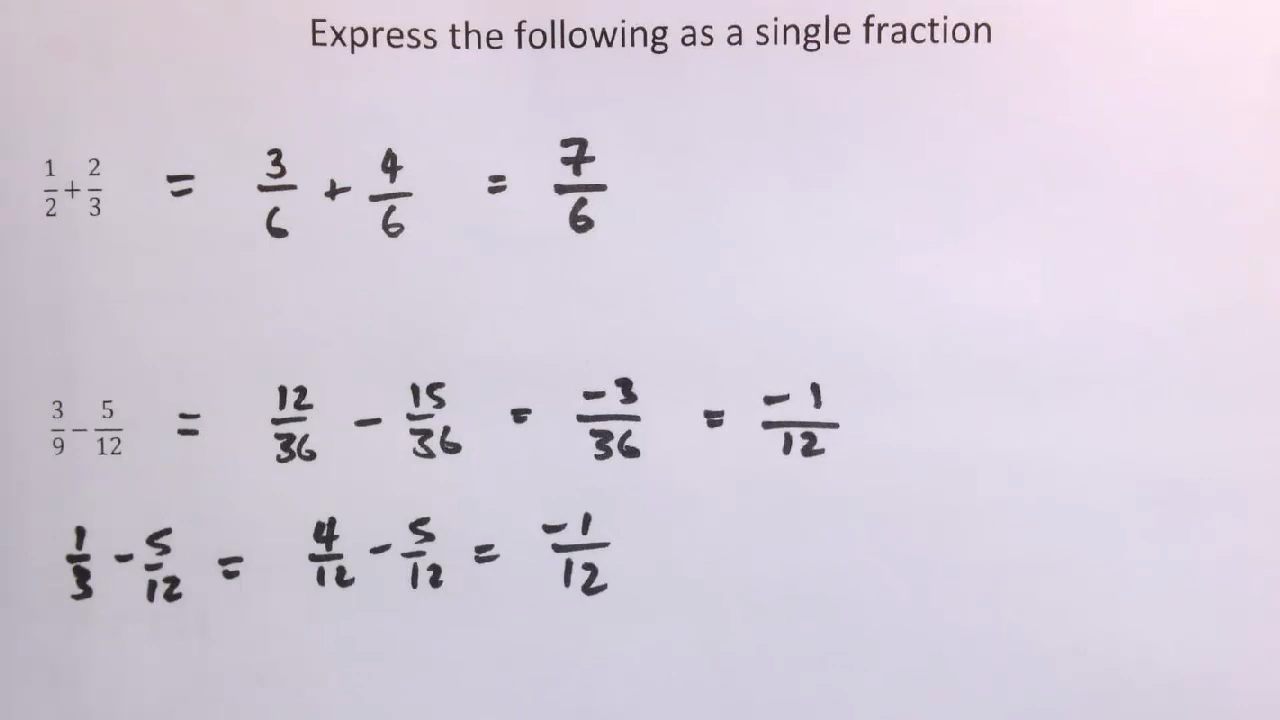 Express the following as a single fraction
1/2 + 2/3 = 3/6 + 4/6 = 7/6
3/9 − 5/12 = 12/36 − 15/36 = −3/36 = −1/12
1/3 − 5/12 = 4/12 − 5/12 = −1/12